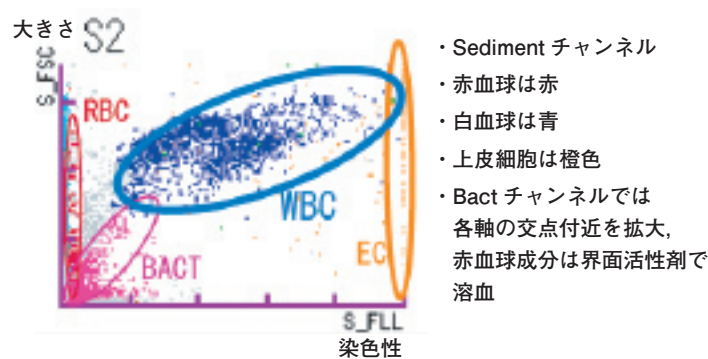 大きさ S2
S_FSC
RBC
WBC
BACT
EC
S_FLL
染色性
・Sediment チャンネル
・赤血球は赤
・白血球は青
・上皮細胞は橙色
・Bact チャンネルでは
各軸の交点付近を拡大,
赤血球成分は界面活性剤で
溶血